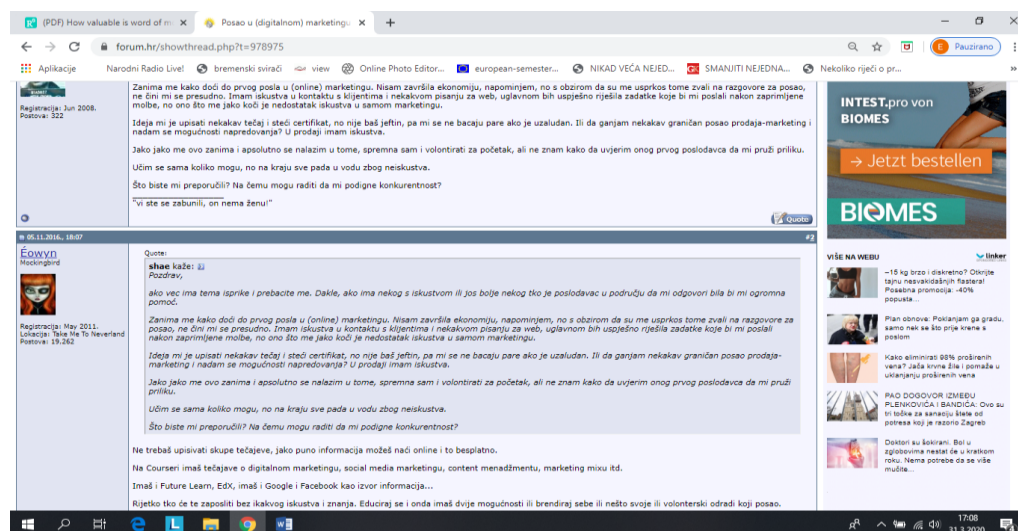 (PDF) How valuable is word of m
Posao u (digitalnom) marketingu
forum.hr/showthread.php?t=978975
Pauzirano
Aplikacije
Narodni Radio Live!
bremenski svirači
view
Online Photo Editor...
european-semester...
NIKAD VEĆA NEJED...
SMANJITI NEJEDNA...
Nekoliko riječi o pr...
Registracija: Jun 2008.
Postova: 322
Zanima me kako doći do prvog posla u (online) marketingu. Nisam završila ekonomiju, napominjem, no s obzirom da su me usprkos tome zvali na razgovore za posao,
ne čini mi se presudno. Imam iskustva u kontaktu s klijentima i nekakvom pisanju za web, uglavnom bih uspješno riješila zadatke koje bi mi poslali nakon zaprimljene
molbe, no ono što me jako koči je nedostatak iskustva u samom marketingu.
Ideja mi je upisati nekakav tečaj i steći certifikat, no nije baš jeftin, pa mi se ne bacaju pare ako je uzaludan. Ili da ganjam nekakav graničan posao prodaja-marketing i
nadam se mogućnosti napredovanja? U prodaji imam iskustva.
Jako jako me ovo zanima i apsolutno se nalazim u tome, spremna sam i volontirati za početak, ali ne znam kako da uvjerim onog prvog poslodavca da mi pruži priliku.
Učim se sama koliko mogu, no na kraju sve pada u vodu zbog neiskustva.
Što biste mi preporučili? Na čemu mogu raditi da mi podigne konkurentnost?
"vi ste se zabunili, on nema ženu!"
Quote
05.11.2016., 18:07
#2
Éowyn
Mockingbird
Registracija: May 2011.
Lokacija: Take Me To Neverland
Postova: 19.262
Quote:
shae kaže:
Pozdrav,
ako vec ima tema isprike i prebacite me. Dakle, ako ima nekog s iskustvom ili jos bolje nekog tko je poslodavac u području da mi odgovori bila bi mi ogromna
pomoć.
Zanima me kako doći do prvog posla u (online) marketingu. Nisam završila ekonomiju, napominjem, no s obzirom da su me usprkos tome zvali na razgovore za
posao, ne čini mi se presudno. Imam iskustva u kontaktu s klijentima i nekakvom pisanju za web, uglavnom bih uspješno riješila zadatke koje bi mi poslali
nakon zaprimljene molbe, no ono što me jako koči je nedostatak iskustva u samom marketingu.
Ideja mi je upisati nekakav tečaj i steći certifikat, no nije baš jeftin, pa mi se ne bacaju pare ako je uzaludan. Ili da ganjam nekakav graničan posao prodaja-
marketing i nadam se mogućnosti napredovanja? U prodaji imam iskustva.
Jako jako me ovo zanima i apsolutno se nalazim u tome, spremna sam i volontirati za početak, ali ne znam kako da uvjerim onog prvog poslodavca da mi pruži
priliku.
Učim se sama koliko mogu, no na kraju sve pada u vodu zbog neiskustva.
Što biste mi preporučili? Na čemu mogu raditi da mi podigne konkurentnost?
Ne trebaš upisivati skupe tečajeve, jako puno informacija možeš naći online i to besplatno.
Na Courseri imaš tečajeve o digitalnom marketingu, social media marketingu, content menadžmentu, marketing mixu itd.
Imaš i Future Learn, EdX, imaš i Google i Facebook kao izvor informacija...
Rijetko tko će te zaposliti bez ikakvog iskustva i znanja. Educiraj se i onda imaš dvije mogućnosti ili brendiraj sebe ili nešto svoje ili volonterski odradi koji posao.
INTEST.pro von
BIOMES
→ Jetzt bestellen
BIOMES
VIŠE NA WEBU
linker
–15 kg brzo i diskretno? Otkrijte
tajnu nesvakidašnjih flastera!
Posebna promocija: -40%
popusta...
Plan obnove: Poklanjam ga gradu,
samo nek se što prije krene s
poslom
Kako eliminirati 98% proširenih
vena? Jača krvne žile i pomaže u
uklanjanju proširenih vena
PAO DOGOVOR IZMEĐU
PLENKOVIĆA I BANDIĆA: Ovo su
tri točke za sanaciju štete od
potresa koji je razorio Zagreb
Doktori su šokirani. Bol u
zglobovima nestat će u kratkom
roku. Nema potrebe da se više
mučite...
17:08
31.3.2020.